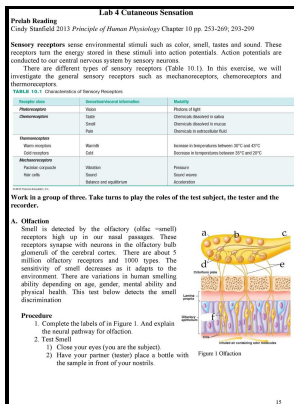 Lab 4 Cutaneous Sensation
Prelab Reading
Cindy Stanfield 2013 Principle of Human Physiology Chapter 10 pp. 253-269; 293-299
Sensory receptors sense environmental stimuli such as color, smell, tastes and sound. These
receptors turn the energy stored in these stimuli into action potentials. Action potentials are
conducted to our central nervous system by sensory neurons.
There are different types of sensory receptors (Table 10.1). In this exercise, we will
investigate the general sensory receptors such as mechanoreceptors, chemoreceptors and
thermoreceptors.
TABLE 10.1 Characteristics of Sensory Receptors
Receptor class Sensation/sensed information Modality
Photoreceptors Vision Photons of light
Chemoreceptors Taste Chemicals dissolved in saliva
Smell Chemicals dissolved in mucus
Pain Chemicals in extracellular fluid
Thermoreceptors
Warm receptors Warmth Increase in temperatures between 30°C and 43°C
Cold receptors Cold Decrease in temperatures between 35°C and 20°C
Mechanoreceptors
Pacinian corpuscle Vibration Pressure
Hair cells Sound Sound waves
Balance and equilibrium Acceleration
Work in a group of three. Take turns to play the roles of the test subject, the tester and the
recorder.
A. Olfaction
Smell is detected by the olfactory (olfac =smell)
receptors high up in our nasal passages. These
receptors synapse with neurons in the olfactory bulb
glomeruli of the cerebral cortex. There are about 5
million olfactory receptors and 1000 types. The
sensitivity of smell decreases as it adapts to the
environment. There are variations in human smelling
ability depending on age, gender, mental ability and
physical health. This test below detects the smell
discrimination
Procedure
1. Complete the labels of in Figure 1. And explain
the neural pathway for olfaction.
2. Test Smell
1) Close your eyes (you are the subject).
2) Have your partner (tester) place a bottle with
the sample in front of your nostrils.
a
b
c
d
e
Cribriform plate
Lamina
propria
Olfactory
epithelium
f
Inhaled air containing odor molecules
Figure 1 Olfaction
15